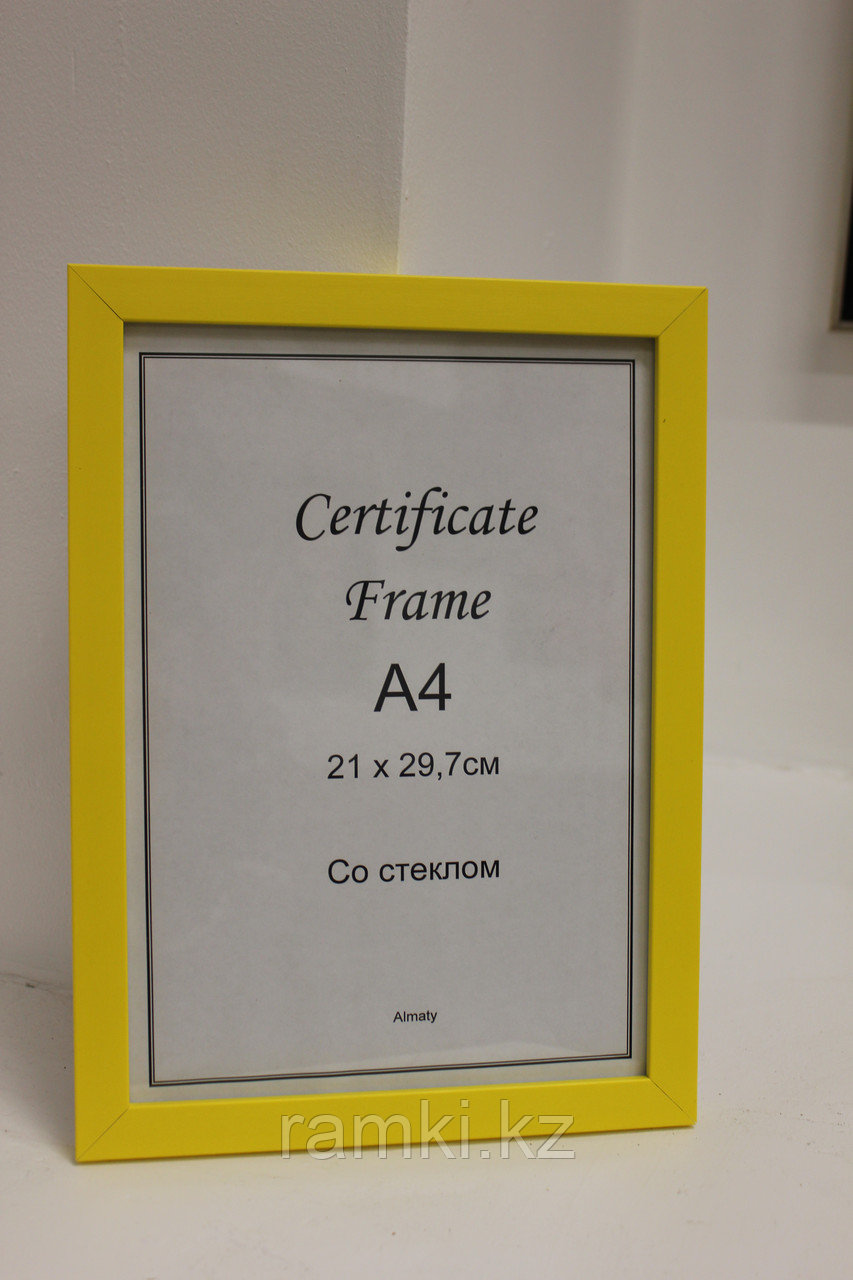 Certificate
Frame
A4
21 x 29,7см
Со стеклом
Almaty
ramki.kz